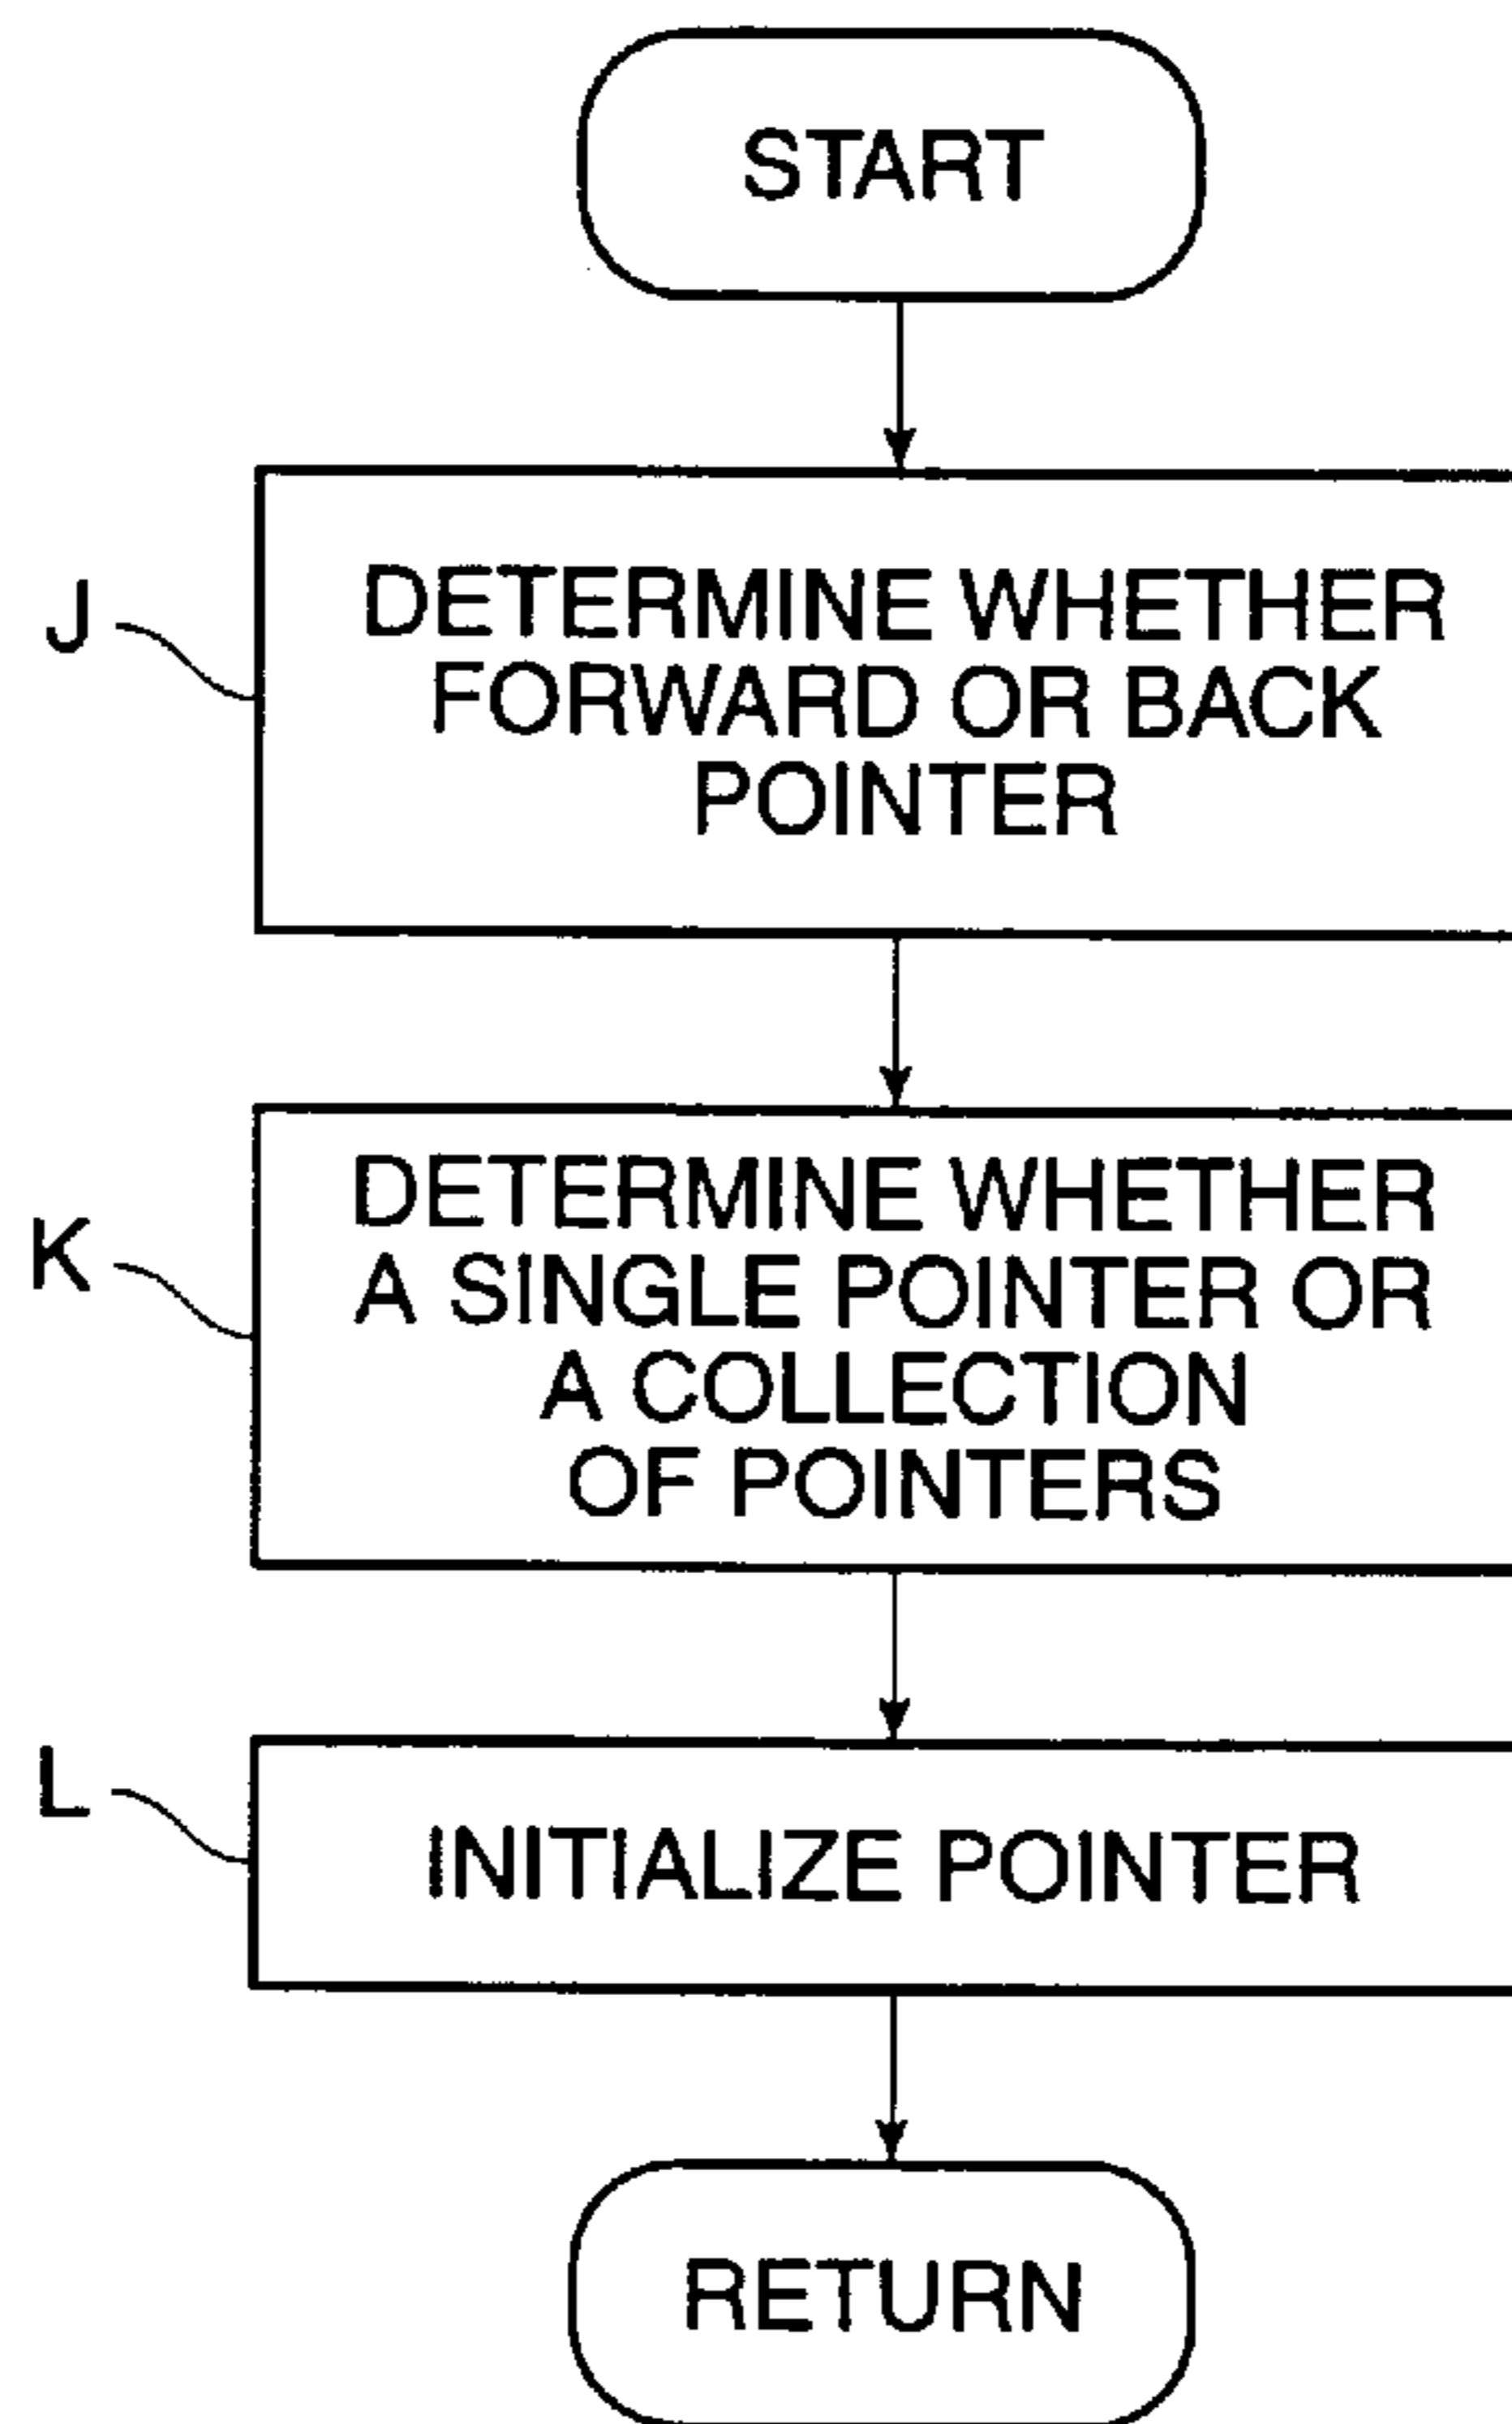 START
J
DETERMINE WHETHER
FORWARD OR BACK
POINTER
K
DETERMINE WHETHER
A SINGLE POINTER OR
A COLLECTION
OF POINTERS
L
INITIALIZE POINTER
RETURN